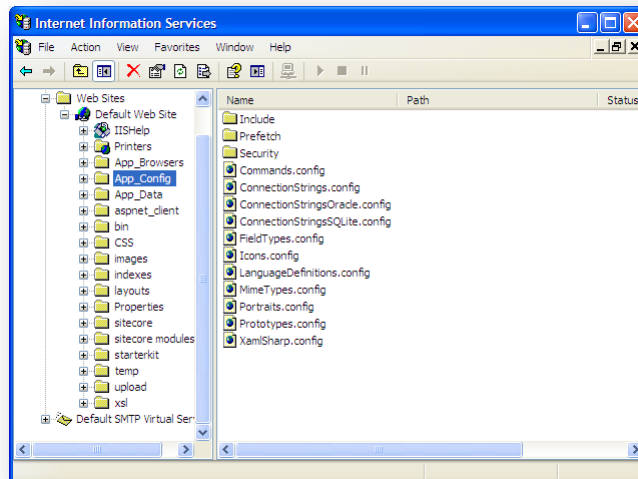 Internet Information Services
File Action View Favorites Window Help
Web Sites
Default Web Site
IISHelp
Printers
App_Browsers
App_Config
App_Data
aspnet_client
bin
CSS
images
indexes
layouts
Properties
sitecore
sitecore modules
starterkit
temp
upload
xsl
Default SMTP Virtual Ser
Name Path Status
Include
Prefetch
Security
Commands.config
ConnectionStrings.config
ConnectionStringsOracle.config
ConnectionStringsSQLite.config
FieldTypes.config
Icons.config
LanguageDefinitions.config
MimeTypes.config
Portraits.config
Prototypes.config
XamlSharp.config